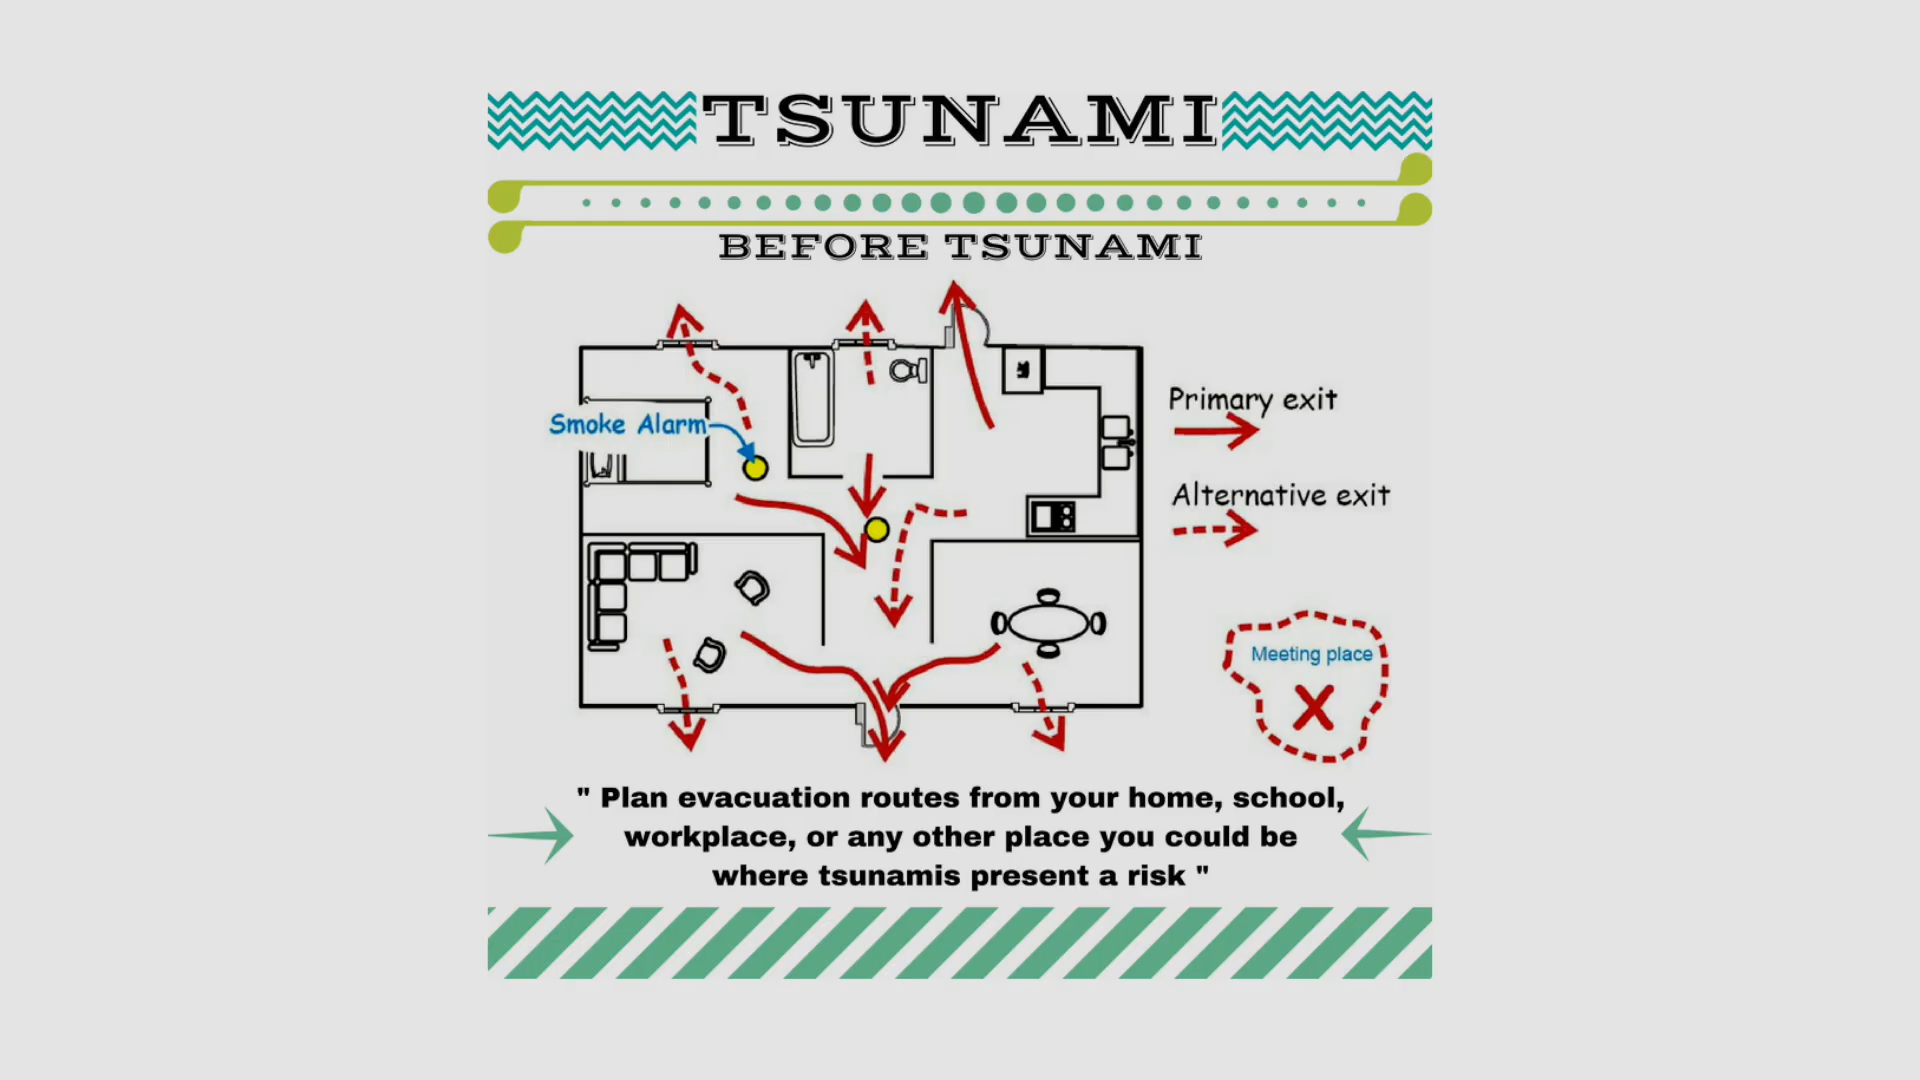 TSUNAMI
BEFORE TSUNAMI
Smoke Alarm
Primary exit
Alternative exit
Meeting place
X
" Plan evacuation routes from your home, school,
workplace, or any other place you could be
where tsunamis present a risk "